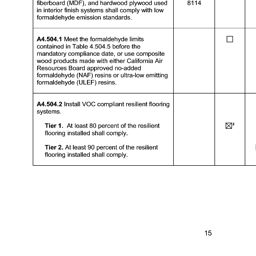 fiberboard (MDF), and hardwood plywood used
8114
in interior finish systems shall comply with low
formaldehyde emission standards.
A4.504.1 Meet the formaldehyde limits
contained in Table 4.504.5 before the
mandatory compliance date, or use composite
wood products made with either California Air
Resources Board approved no-added
formaldehyde (NAF) resins or ultra-low emitting
formaldehyde (ULEF) resins.
☐
A4.504.2 Install VOC compliant resilient flooring
systems.
Tier 1. At least 80 percent of the resilient
flooring installed shall comply.
Tier 2. At least 90 percent of the resilient
flooring installed shall comply.
15